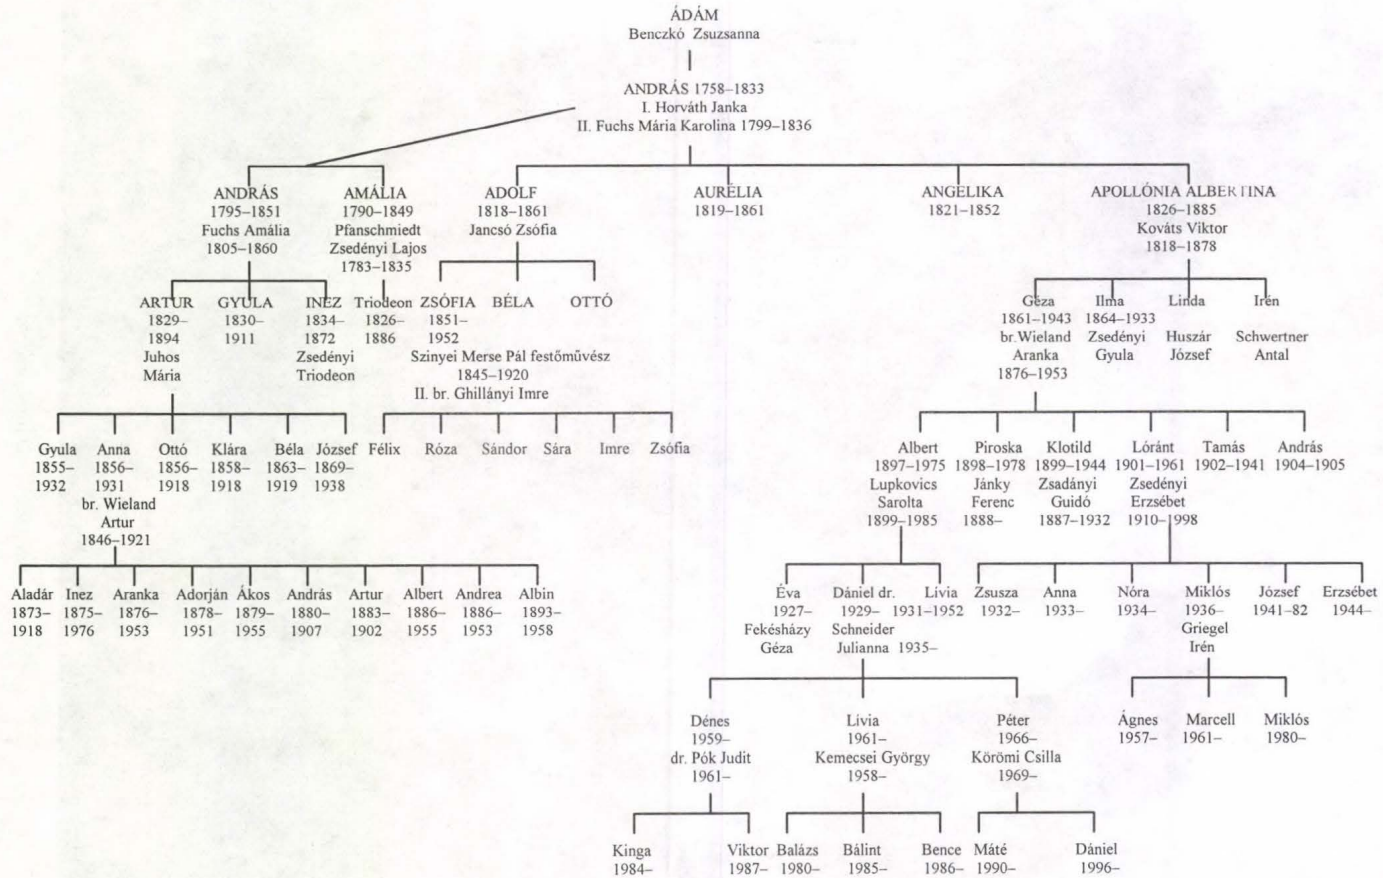 ÁDÁM
Benczkó Zsuzsanna
ANDRÁS 1758–1833
I. Horváth Janka
II. Fuchs Mária Karolina 1799–1836
ANDRÁS
1795–1851
Fuchs Amália
1805–1860
AMÁLIA
1790–1849
Pfanschmiedt
Zsedényi Lajos
1783–1835
ADOLF
1818–1861
Jancsó Zsófia
AURÉLIA
1819–1861
ANGELIKA
1821–1852
APOLLÓNIA ALBERTINA
1826–1885
Kováts Viktor
1818–1878
ARTUR
1829–
1894
Juhos
Mária
GYULA
1830–
1911
INEZ
1834–
1872
Zsedényi
Triodeon
Triodeon
1826–
1886
ZSÓFIA
1851–
1952
Szinyei Merse Pál festőművész
1845–1920
II. br. Ghillányi Imre
BÉLA
OTTÓ
Géza
1861–1943
br.Wieland
Aranka
1876–1953
Ilma
1864–1933
Zsedényi
Gyula
Linda
Huszár
József
Irén
Schwertner
Antal
Gyula
1855–
1932
Anna
1856–
1931
br. Wieland
Artur
1846–1921
Ottó
1856–
1918
Klára
1858–
1918
Béla
1863–
1919
József
1869–
1938
Félix
Róza
Sándor
Sára
Imre
Zsófia
Albert
1897–1975
Lupkovics
Sarolta
1899–1985
Piroska
1898–1978
Jánky
Ferenc
1888–
Klotild
1899–1944
Zsadányi
Guidó
1887–1932
Lóránt
1901–1961
Zsedényi
Erzsébet
1910–1998
Tamás
1902–1941
András
1904–1905
Aladár
1873–
1918
Inez
1875–
1976
Aranka
1876–
1953
Adorján
1878–
1951
Ákos
1879–
1955
András
1880–
1907
Artur
1883–
1902
Albert
1886–
1955
Andrea
1886–
1953
Albin
1893–
1958
Éva
1927–
Fekésházy
Géza
Dániel dr.
1929–
Schneider
Julianna 1935–
Lívia
1931–1952
Zsusza
1932–
Anna
1933–
Nóra
1934–
Miklós
1936–
Griegel
Irén
József
1941–82
Erzsébet
1944–
Dénes
1959–
dr. Pók Judit
1961–
Lívia
1961–
Kemecsei György
1958–
Péter
1966–
Körömi Csilla
1969–
Ágnes
1957–
Marcell
1961–
Miklós
1980–
Kinga
1984–
Viktor
1987–
Balázs
1980–
Bálint
1985–
Bence
1986–
Máté
1990–
Dániel
1996–